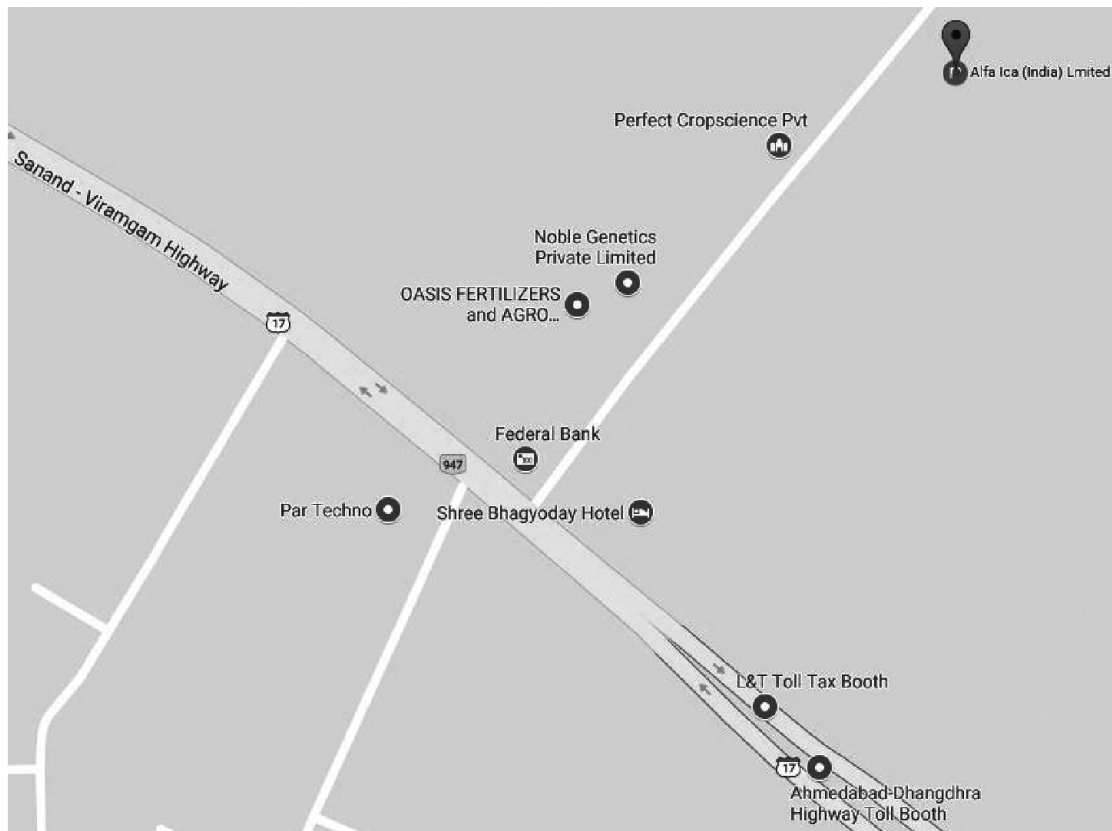 Alfa Ica (India) Lmited
Perfect Cropscience Pvt
Sanand - Viramgam Highway
Noble Genetics
Private Limited
OASIS FERTILIZERS
and AGRO...
17
Federal Bank
947
Par Techno
Shree Bhagyoday Hotel
L&T Toll Tax Booth
17
Ahmedabad-Dhangdhra
Highway Toll Booth